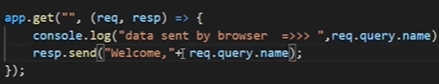 app.get("", (req, resp) => {
console.log("data sent by browser =>>> ",req.query.name)
resp.send("Welcome,"+ req.query.name);
});